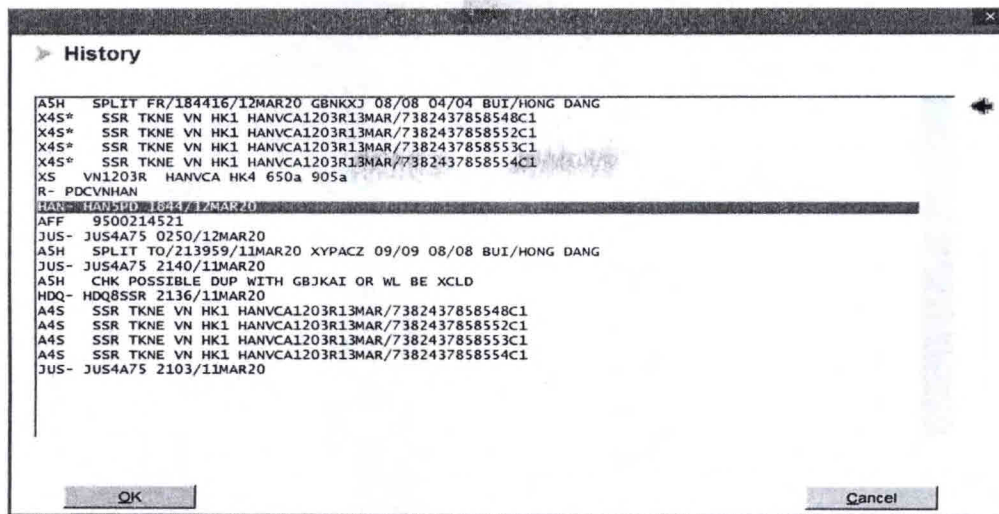 History
A5H SPLIT FR/184416/12MAR20 GBNKXJ 08/08 04/04 BUI/HONG DANG
X4S* SSR TKNE VN HK1 HANVCA1203R13MAR/7382437858548C1
X4S* SSR TKNE VN HK1 HANVCA1203R13MAR/7382437858552C1
X4S* SSR TKNE VN HK1 HANVCA1203R13MAR/7382437858553C1
X4S* SSR TKNE VN HK1 HANVCA1203R13MAR/7382437858554C1
XS VN1203R HANVCA HK4 650a 905a
R- PDCVNHAN
HAN- HAN5PD 1844/12MAR20
AFF 9500214521
JUS- JUS4A75 0250/12MAR20
A5H SPLIT TO/213959/11MAR20 XYPACZ 09/09 08/08 BUI/HONG DANG
JUS- JUS4A75 2140/11MAR20
A5H CHK POSSIBLE DUP WITH GBJKAI OR WL BE XCLD
HDQ- HDQ8SSR 2136/11MAR20
A4S SSR TKNE VN HK1 HANVCA1203R13MAR/7382437858548C1
A4S SSR TKNE VN HK1 HANVCA1203R13MAR/7382437858552C1
A4S SSR TKNE VN HK1 HANVCA1203R13MAR/7382437858553C1
A4S SSR TKNE VN HK1 HANVCA1203R13MAR/7382437858554C1
JUS- JUS4A75 2103/11MAR20
OK
Cancel